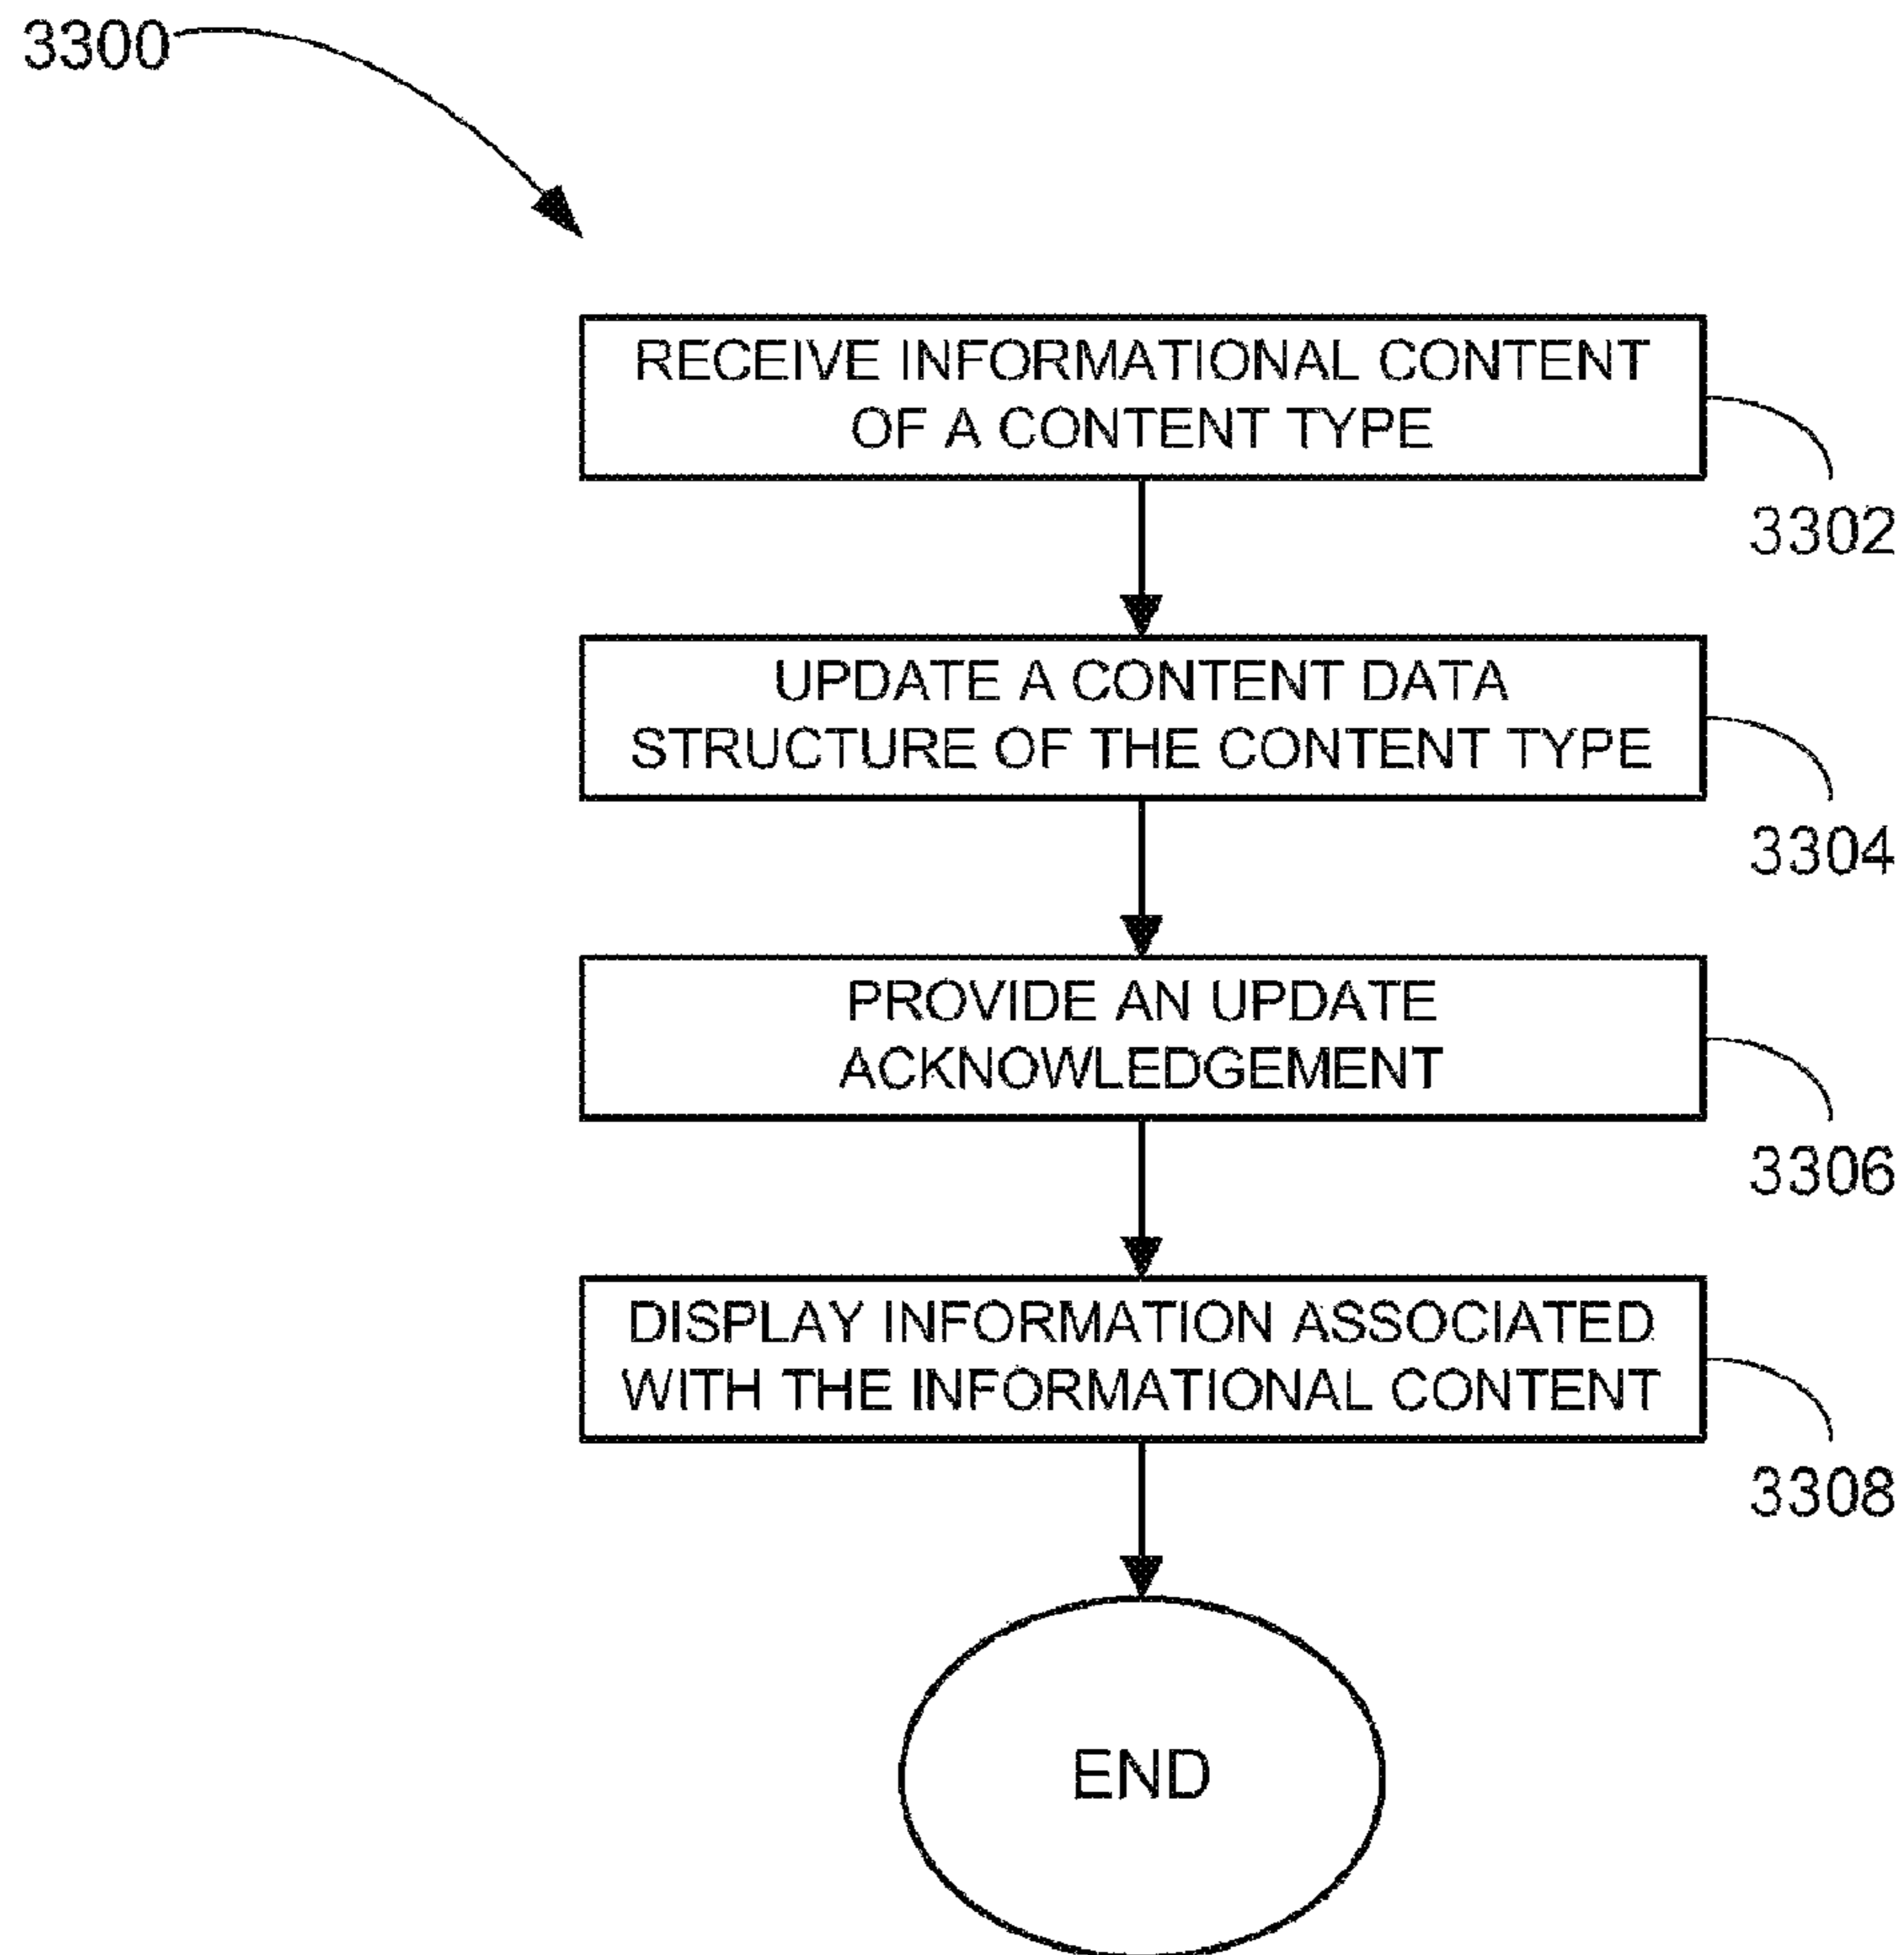 3300
RECEIVE INFORMATIONAL CONTENT
OF A CONTENT TYPE
3302
UPDATE A CONTENT DATA
STRUCTURE OF THE CONTENT TYPE
3304
PROVIDE AN UPDATE
ACKNOWLEDGEMENT
3306
DISPLAY INFORMATION ASSOCIATED
WITH THE INFORMATIONAL CONTENT
3308
END